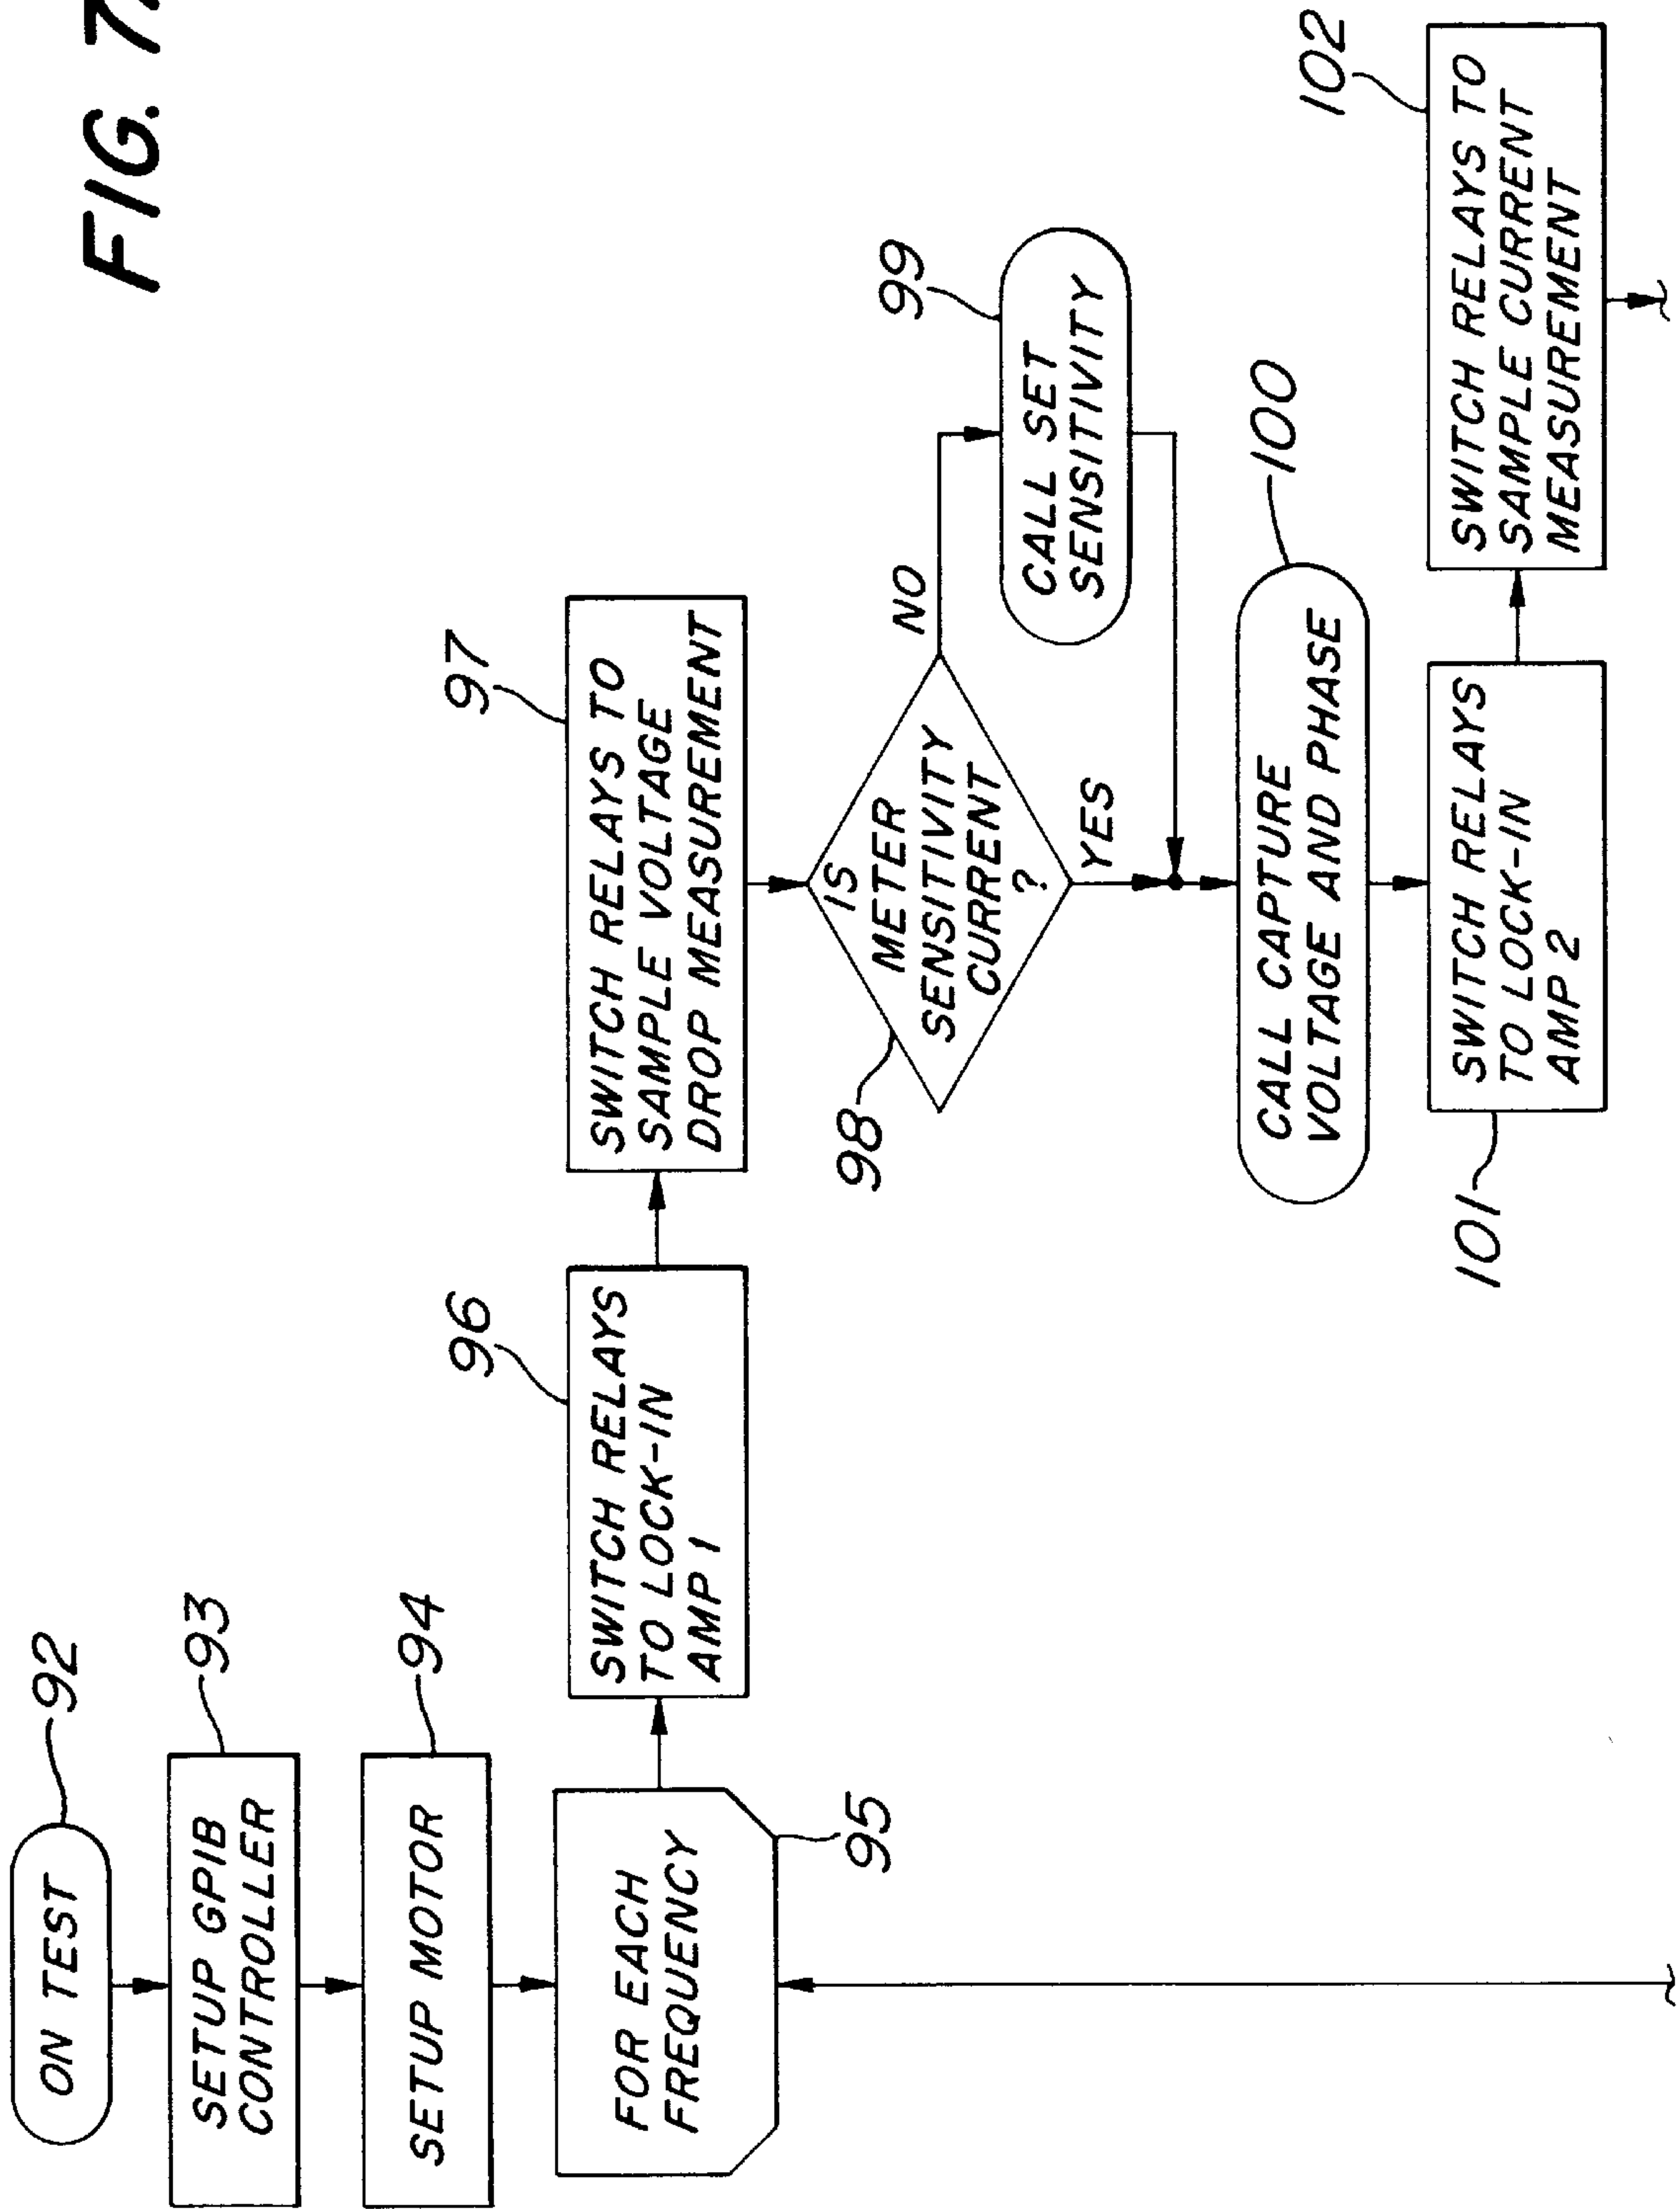 FIG. 7
92
ON TEST
93
SETUP GPIB
CONTROLLER
94
SETUP MOTOR
95
FOR EACH
FREQUENCY
96
SWITCH RELAYS
TO LOCK-IN
AMP 1
97
SWITCH RELAYS TO
SAMPLE VOLTAGE
DROP MEASUREMENT
98
IS
METER
SENSITIVITY
CURRENT
?
NO
YES
99
CALL SET
SENSITIVITY
100
CALL CAPTURE
VOLTAGE AND PHASE
101
SWITCH RELAYS
TO LOCK-IN
AMP 2
102
SWITCH RELAYS TO
SAMPLE CURRENT
MEASUREMENT